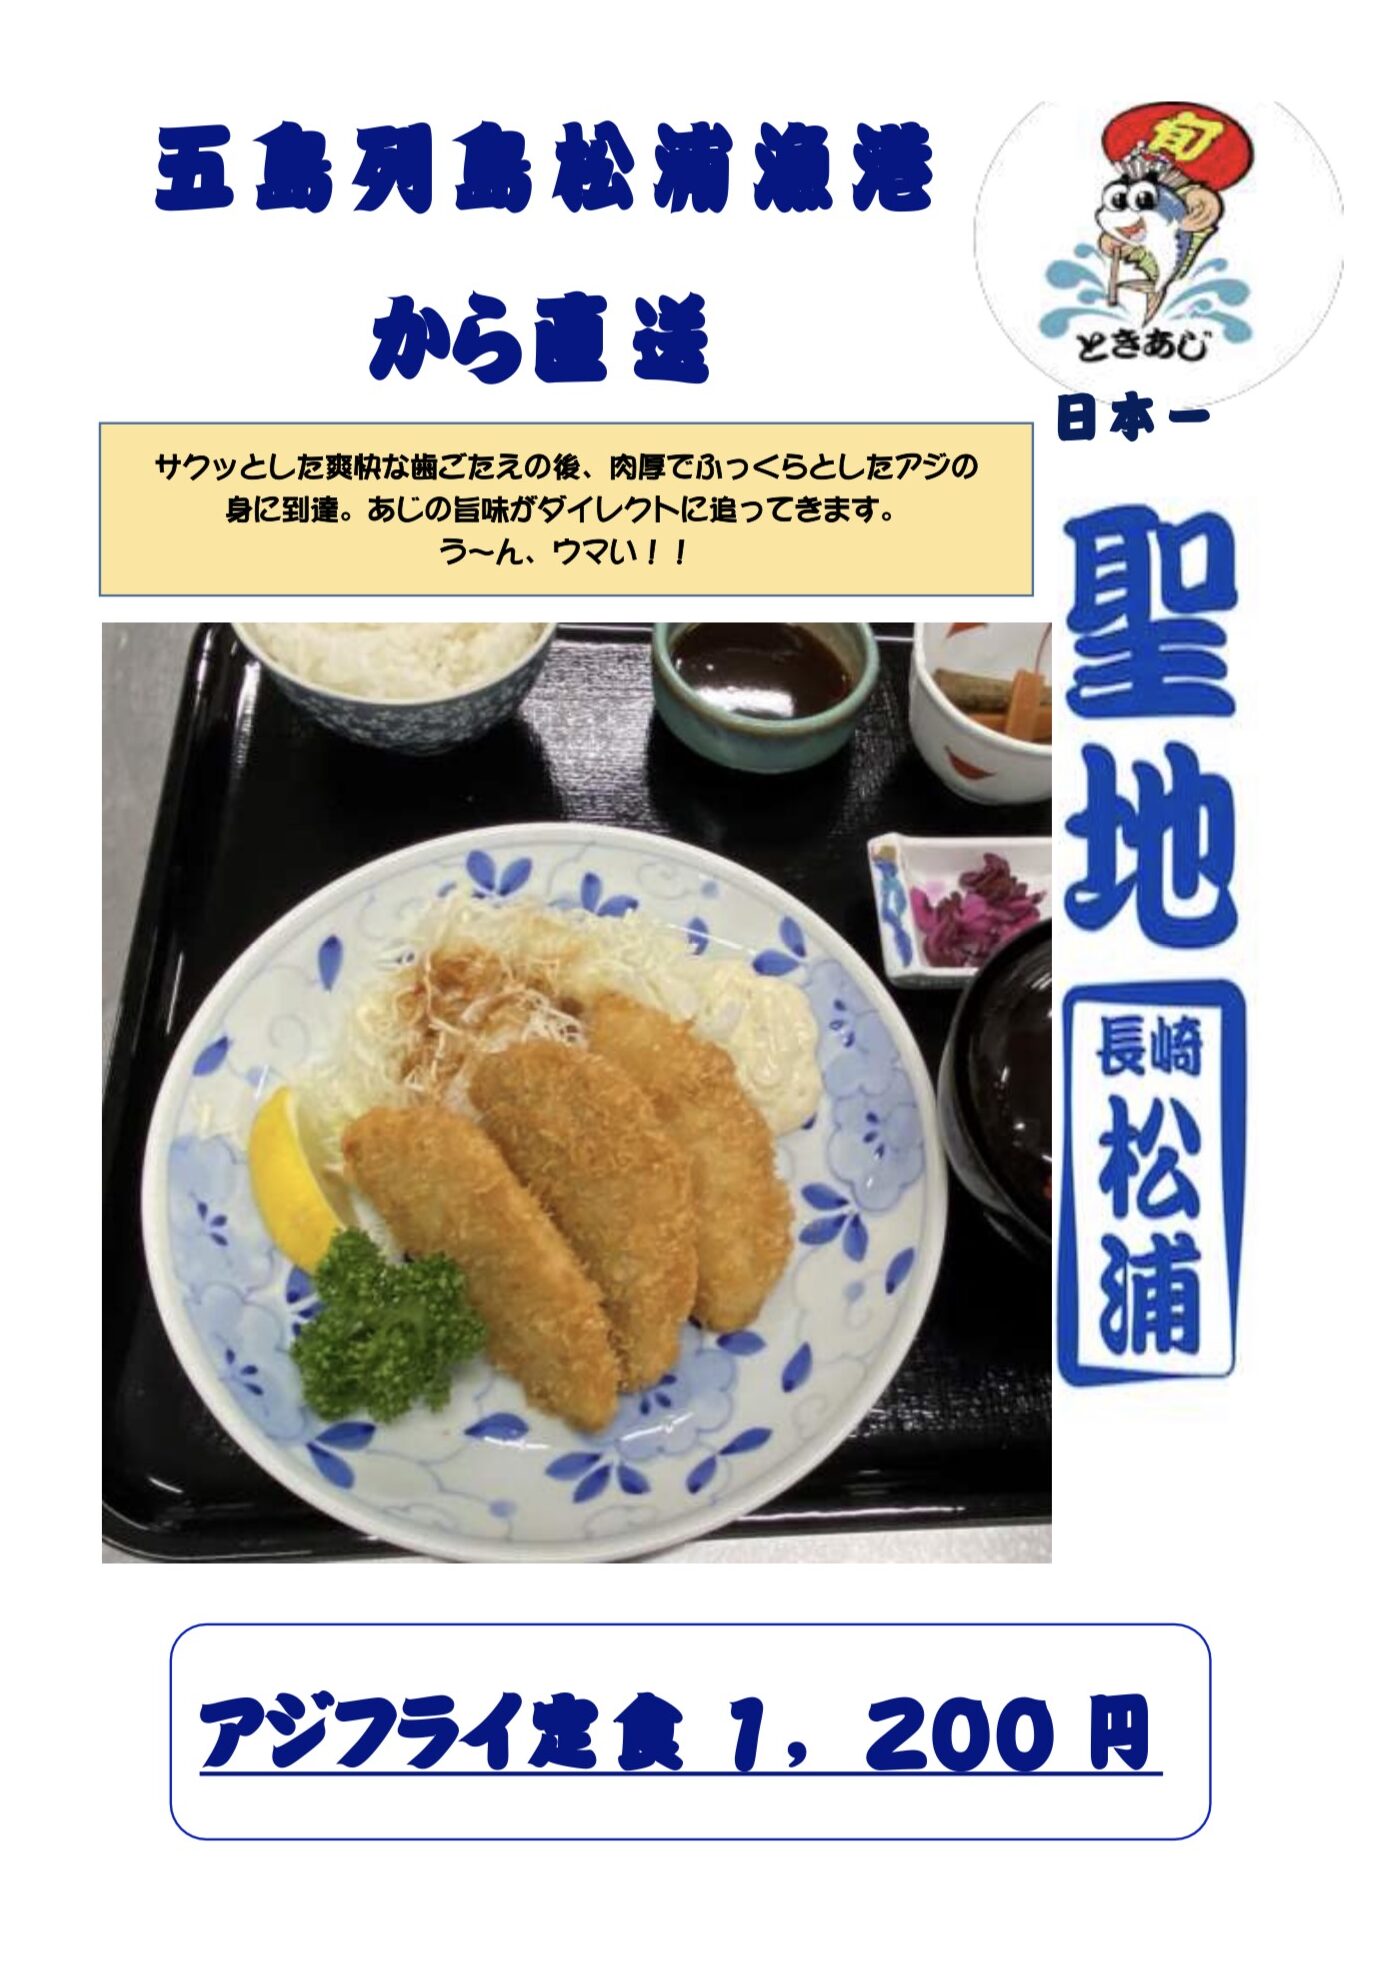 五島列島松浦漁港
から直送
旬
ときあじ
日本一
サクッとした爽快な歯ごたえの後、肉厚でふっくらとしたアジの
身に到達。あじの旨味がダイレクトに追ってきます。
う～ん、ウマい！！
聖地
長崎
松浦
アジフライ定食 1，200 円